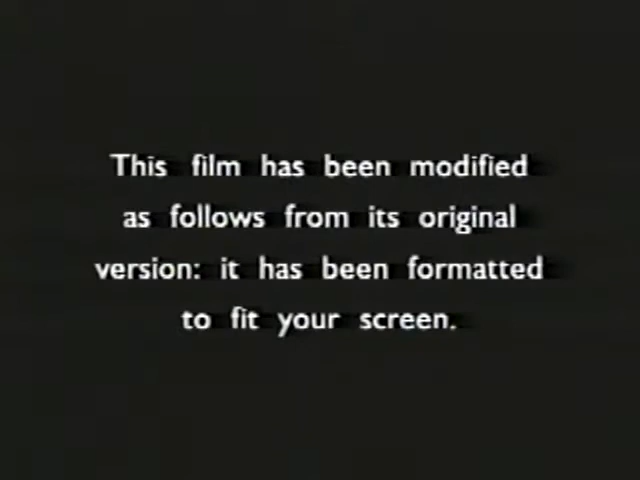 This film has been modified
as follows from its original
version: it has been formatted
to fit your screen.